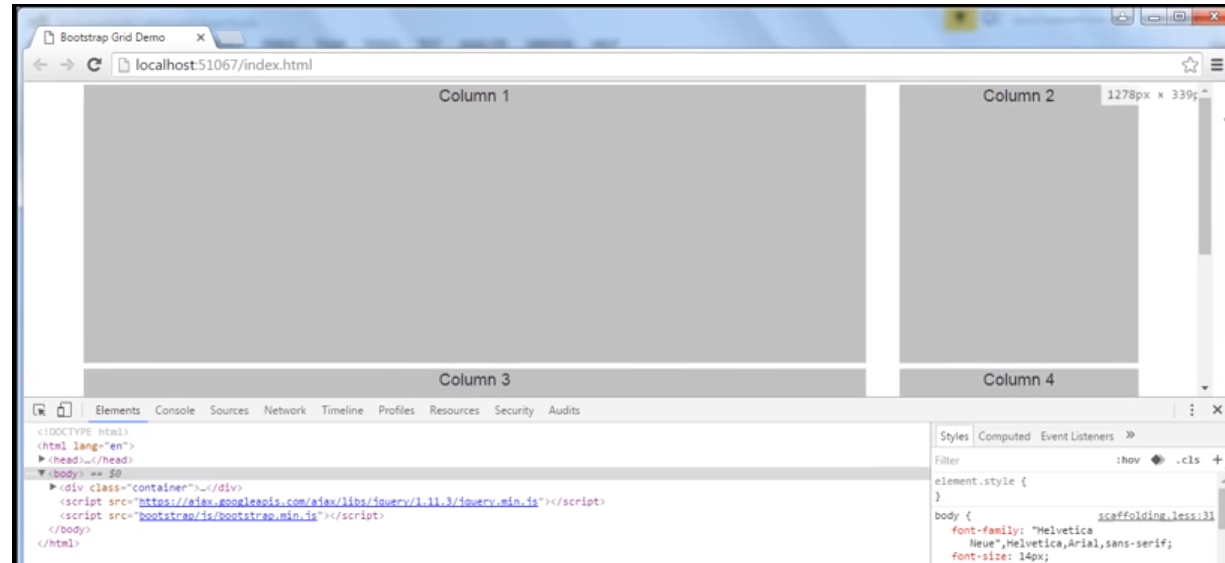 Bootstrap Grid Demo
localhost:51067/index.html
Column 1
Column 2
1278px × 339p
Column 3
Column 4
Elements Console Sources Network Timeline Profiles Resources Security Audits
<!DOCTYPE html>
<html lang="en">
<head>…</head>
<body> == $0
<div class="container">…</div>
<script src="https://ajax.googleapis.com/ajax/libs/jquery/1.11.3/jquery.min.js"></script>
<script src="bootstrap/js/bootstrap.min.js"></script>
</body>
</html>
Styles Computed Event Listeners »
Filter :hov .cls +
element.style {
}
body { scaffolding.less:31
font-family: "Helvetica
Neue",Helvetica,Arial,sans-serif;
font-size: 14px;